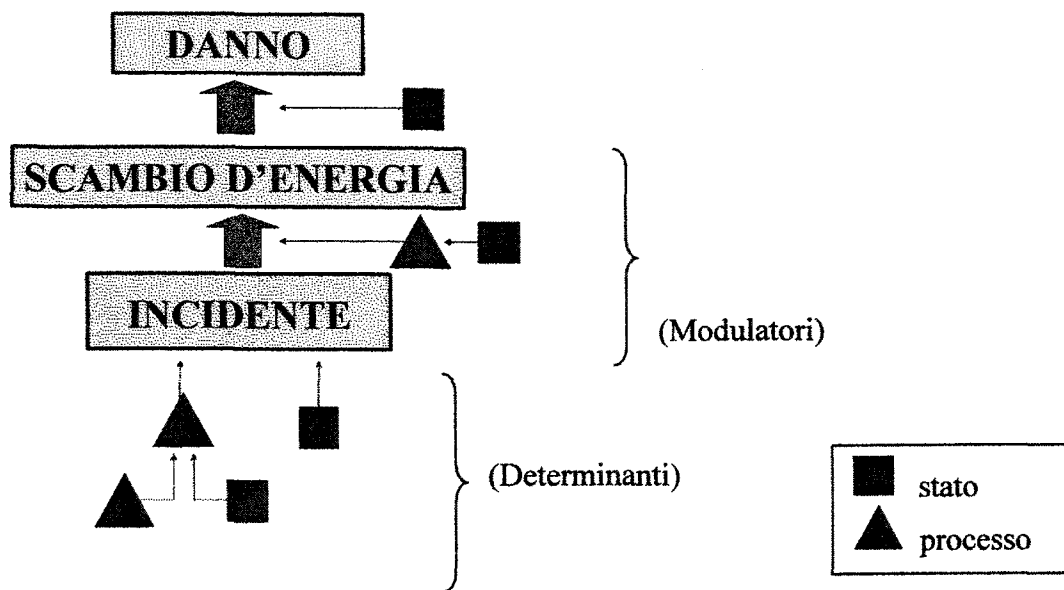 DANNO
SCAMBIO D'ENERGIA
INCIDENTE
(Modulatori)
(Determinanti)
stato
processo